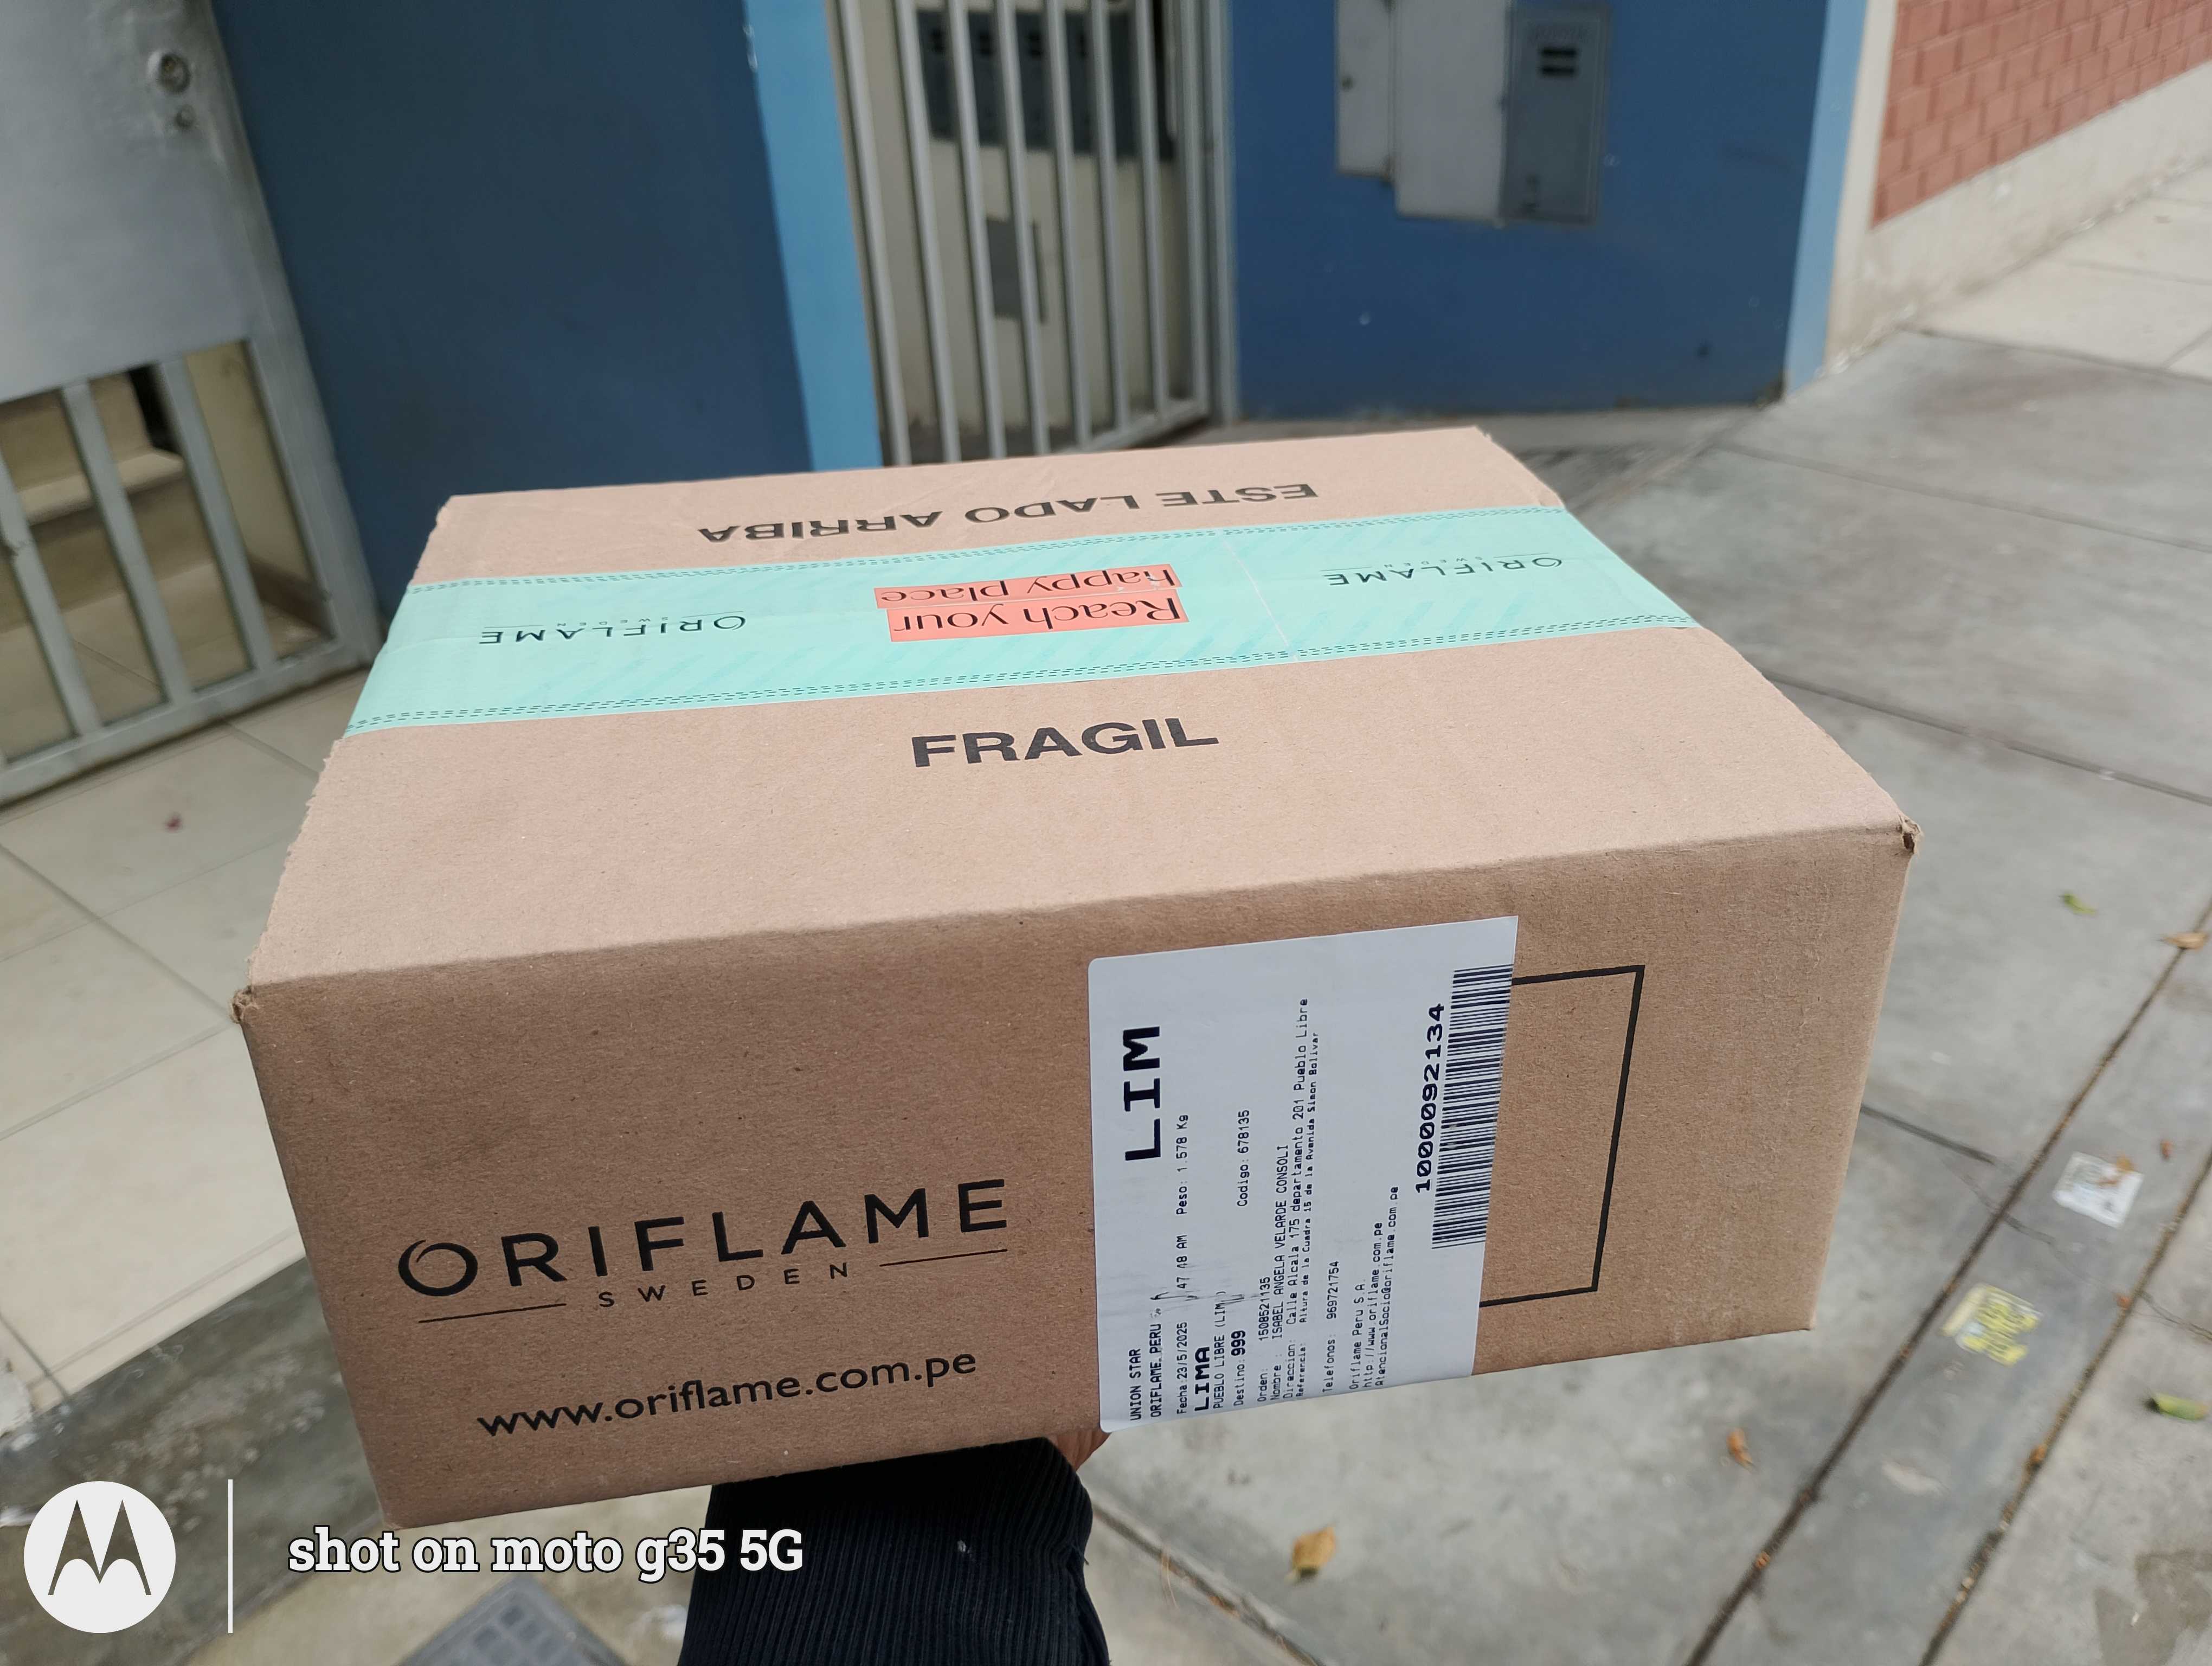 ESTE LADO ARRIBA
ORIFLAME
SWEDEN
Reach your
happy place
ORIFLAME
SWEDEN
FRAGIL
ORIFLAME
SWEDEN
www.oriflame.com.pe
LIM
UNION STAR
ORIFLAME PERU
Fecha:23/5/2025 47 48 AM Peso: 1.578 Kg
LIMA
PUEBLO LIBRE (LIM
Destino: 999 Codigo: 678135
Orden: 1508521135
Nombre : ISABEL ANGELA VELARDE CONSOLI
Direccion: Calle Alcala 175 departamento 201 Pueblo Libre
Referencia: Altura de la Cuadra 15 de la Avenida Simon Bolivar
Telefonos: 969721754
Oriflame Peru S.A.
http://www.oriflame.com.pe
AtencionalSocio@oriflame.com.pe
1000092134
shot on moto g35 5G